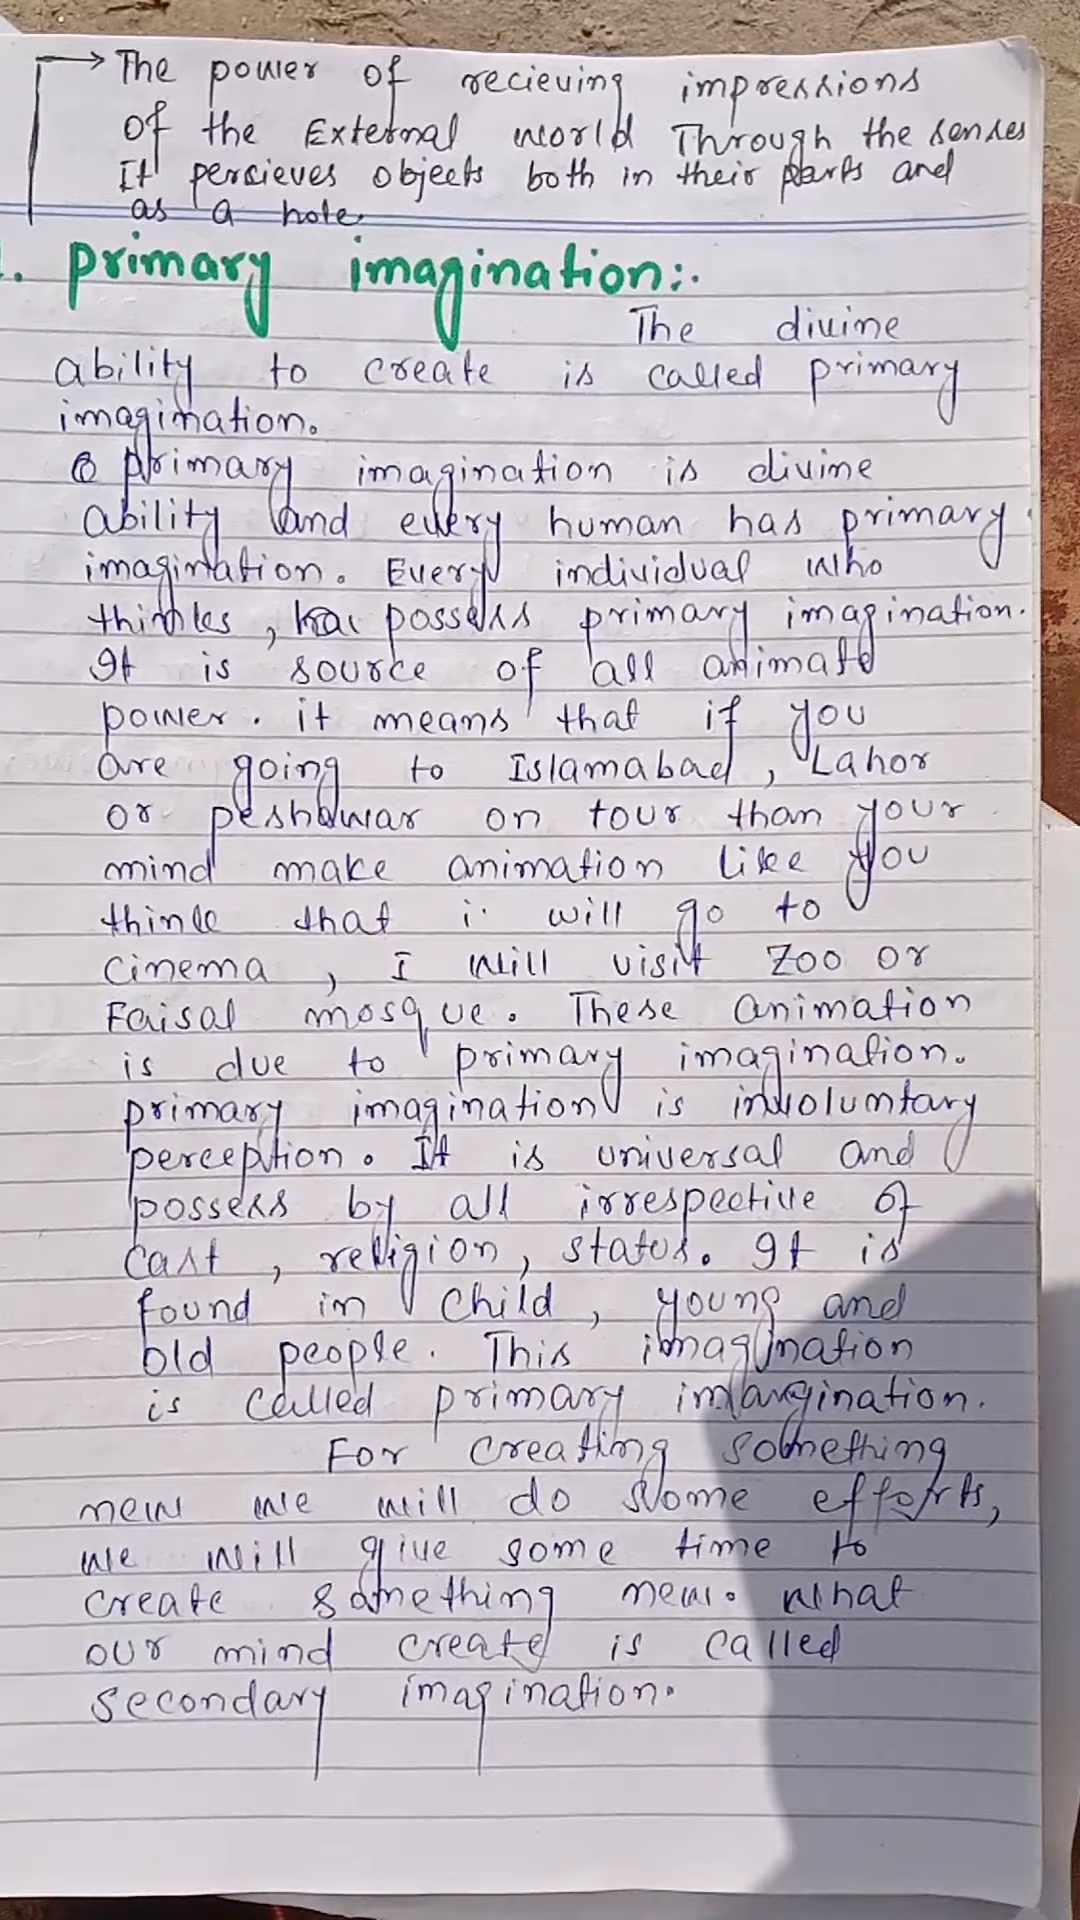 The power of recieving impressions
of the External world Through the senses
It percieves objects both in their parts and
as a hole.
primary imagination:.
The divine
ability to create is called primary
imagination.
primary imagination is divine
ability and every human has primary
imagination. Every individual who
thinks, possess primary imagination.
It is source of all animate
power. it means that if you
are going to Islamabad, Lahor
or peshawar on tour than your
mind make animation like you
think that i will go to
cinema, I will visit Zoo or
Faisal mosque. These animation
is due to primary imagination.
primary imagination is involuntary
perception. It is universal and
possess by all irrespective of
cast, religion, status. It is
found in child, young and
old people. This imagination
is called primary imagination.
For creating something
new we will do some efforts,
we will give some time to
create something new. what
our mind create is called
secondary imagination.